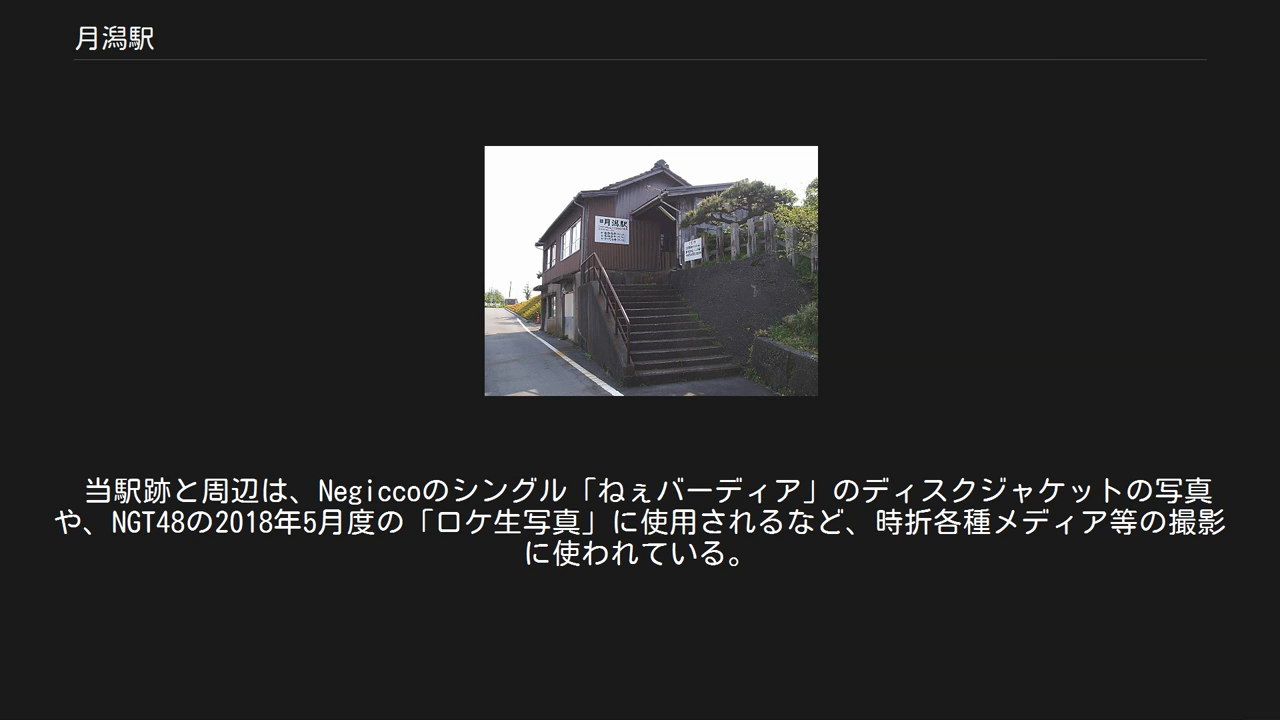 月潟駅
旧月潟駅
当駅跡と周辺は、Negiccoのシングル「ねぇバーディア」のディスクジャケットの写真
や、NGT48の2018年5月度の「ロケ生写真」に使用されるなど、時折各種メディア等の撮影
に使われている。